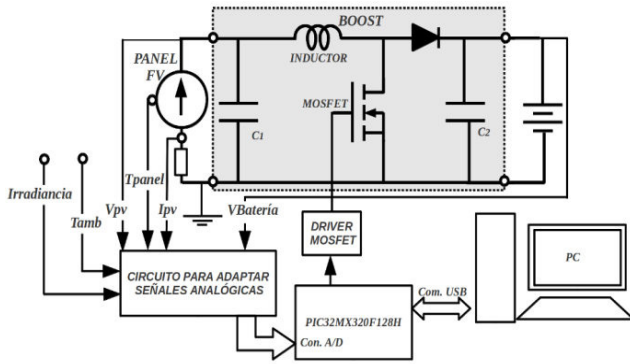 BOOST
PANEL
FV
INDUCTOR
MOSFET
C1
C2
Irradiancia
Tamb
Vpv
Tpanel
Ipv
VBatería
DRIVER
MOSFET
CIRCUITO PARA ADAPTAR
SEÑALES ANALÓGICAS
PC
Com. USB
PIC32MX320F128H
Con. A/D